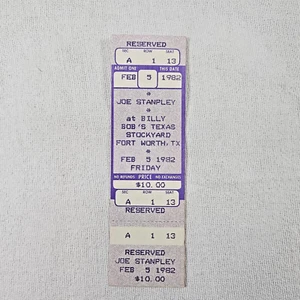 RESERVED
SEC. ROW SEAT
A 1 13
ADMIT ONE THIS DATE
FEB 5 1982
*
JOE STANPLEY
*
at BILLY
BOB'S TEXAS
STOCKYARD
FORT WORTH, TX
*
FEB 5 1982
FRIDAY
NO REFUNDS PRICE NO EXCHANGES
$10.00
SEC. ROW SEAT
A 1 13
RESERVED
A 1 13
RESERVED
JOE STANPLEY
FEB 5 1982
$10.00